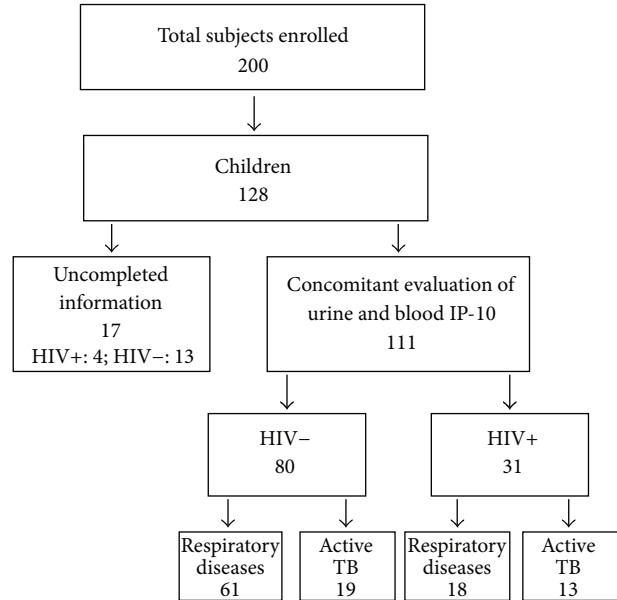 Total subjects enrolled
200
Children
128
Uncompleted
information
17
HIV+: 4; HIV−: 13
Concomitant evaluation of
urine and blood IP-10
111
HIV−
80
HIV+
31
Respiratory
diseases
61
Active
TB
19
Respiratory
diseases
18
Active
TB
13